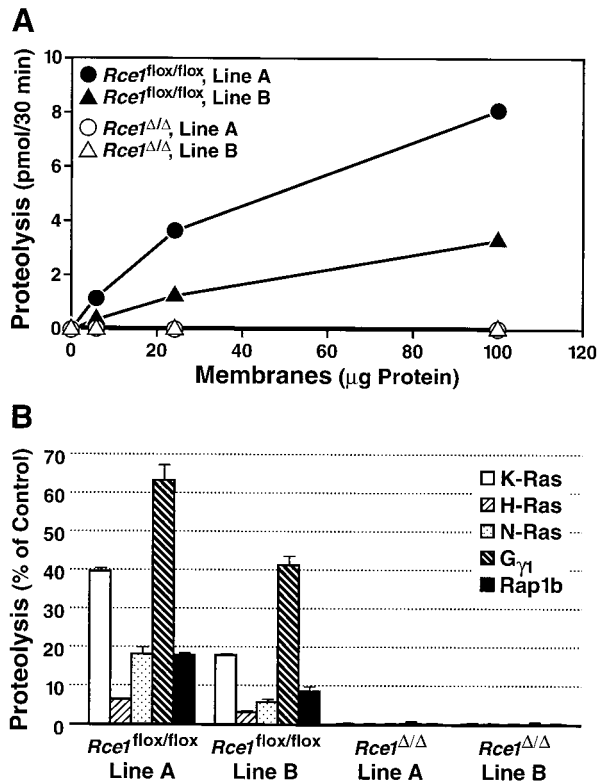 A
Proteolysis (pmol/30 min)
10
8
6
4
2
0
Rce1flox/flox, Line A
Rce1flox/flox, Line B
Rce1Δ/Δ, Line A
Rce1Δ/Δ, Line B
0 20 40 60 80 100 120
Membranes (μg Protein)
B
Proteolysis (% of Control)
70
60
50
40
30
20
10
0
K-Ras
H-Ras
N-Ras
Gγ1
Rap1b
Rce1flox/flox Rce1flox/flox Rce1Δ/Δ Rce1Δ/Δ
Line A Line B Line A Line B